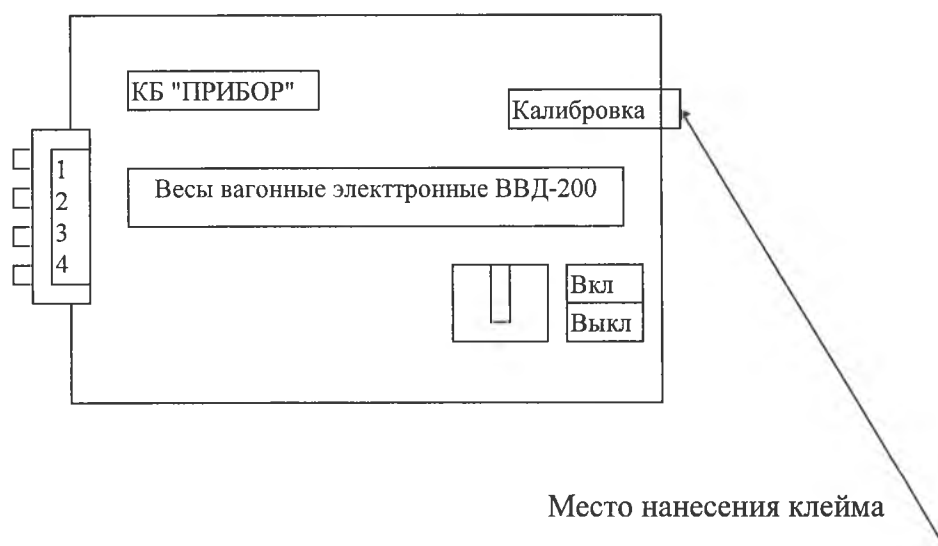 КБ "ПРИБОР"
Калибровка
1
2
3
4
Весы вагонные электтронные ВВД-200
Вкл
Выкл
Место нанесения клейма